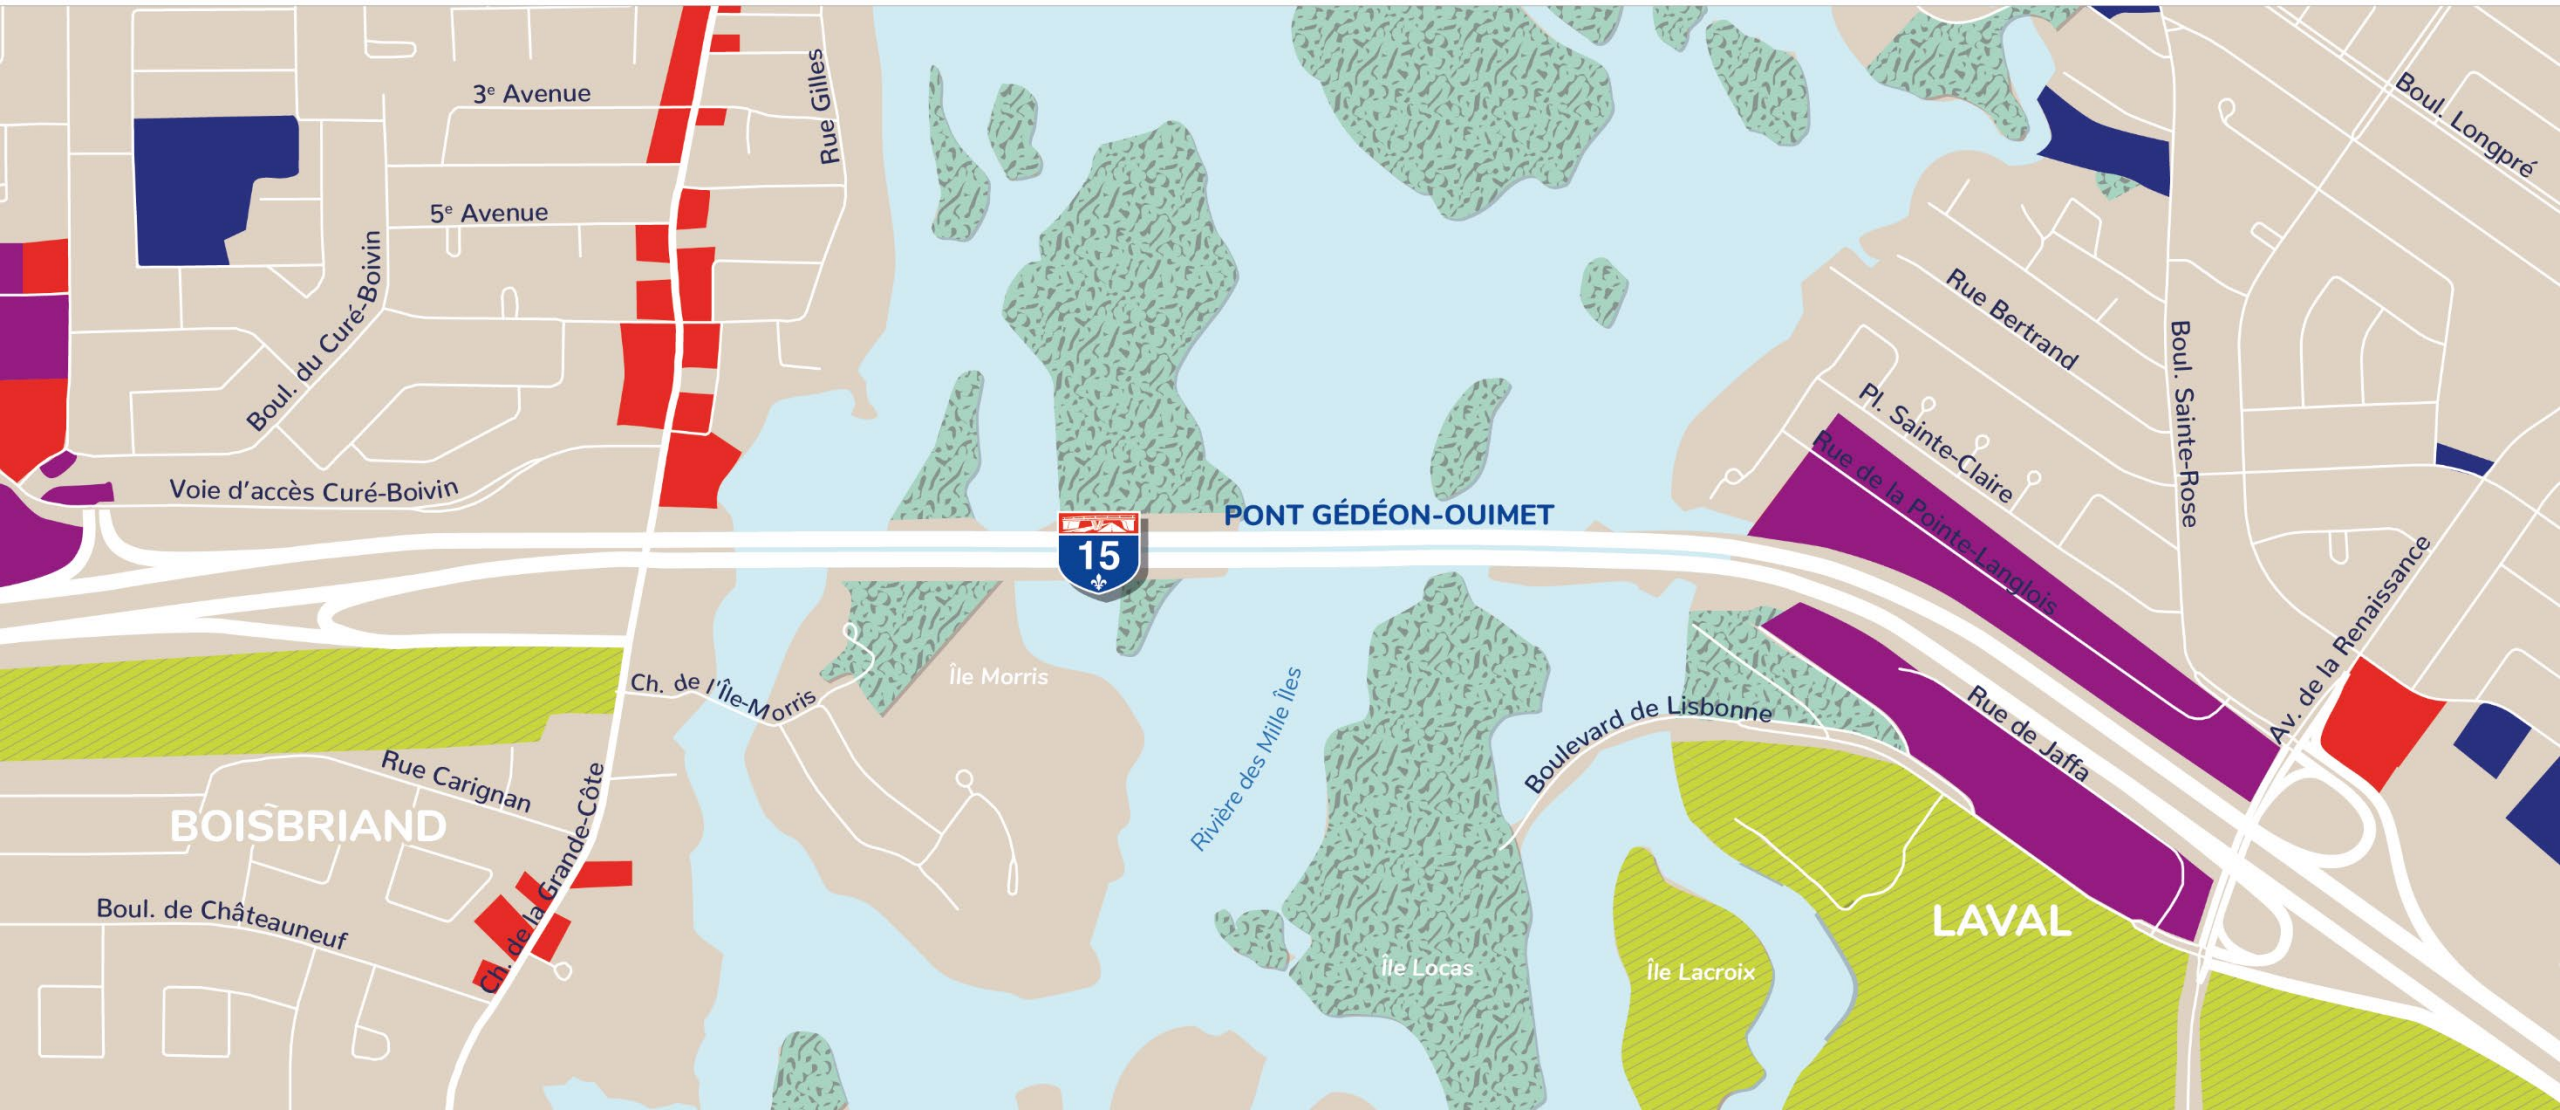 3e Avenue
Rue Gilles
Boul. Longpré
5e Avenue
Boul. du Curé-Boivin
Rue Bertrand
Boul. Sainte-Rose
Pl. Sainte-Claire
Rue de la Pointe-Langlois
Voie d'accès Curé-Boivin
PONT GÉDÉON-OUIMET
15
Av. de la Renaissance
Île Morris
Ch. de l'Île-Morris
Rivière des Mille Îles
Boulevard de Lisbonne
Rue de Jaffa
Rue Carignan
BOISBRIAND
Ch. de la Grande-Côte
Boul. de Châteauneuf
LAVAL
Île Locas
Île Lacroix